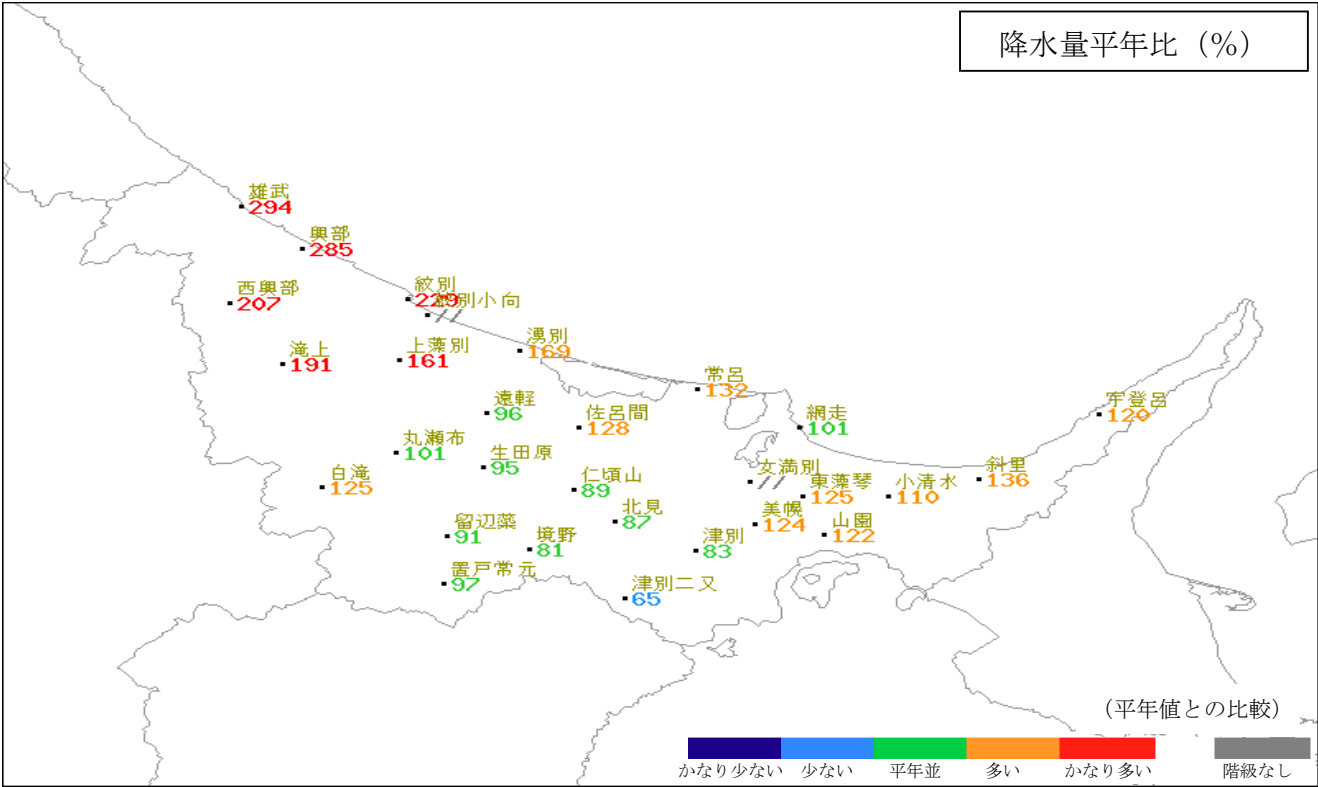 降水量平年比（%）
雄武
294
興部
285
西興部
207
紋別
229
紋別小向
//
滝上
191
上藻別
161
湧別
169
常呂
132
遠軽
96
佐呂間
128
網走
101
宇登呂
120
丸瀬布
101
生田原
95
白滝
125
仁頃山
89
女満別
//
東藻琴
125
小清水
110
斜里
136
北見
87
美幌
124
山園
122
留辺蘂
91
境野
81
津別
83
置戸常元
97
津別二又
65
（平年値との比較）
かなり少ない 少ない 平年並 多い かなり多い 階級なし